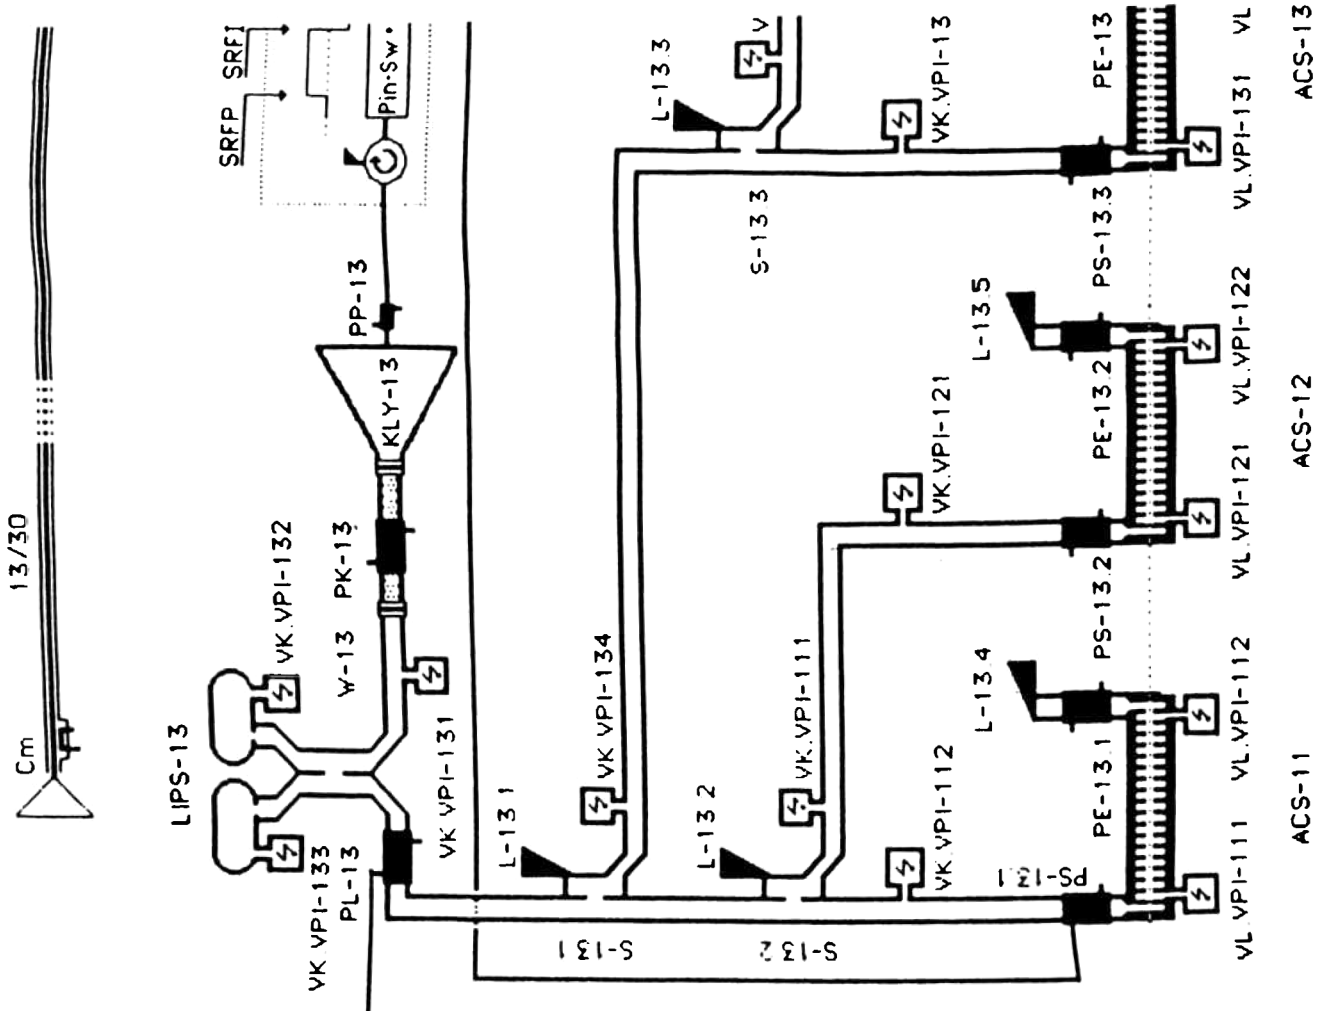 13/30
Cm
SRFP
SRFI
Pin-Sw.
PP-13
KLY-13
PK-13
W-13
VK.VPI-132
LIPS-13
VK.VPI-133
PL-13
VK VPI-131
L-13.1
VK VPI-134
L-13.2
VK.VPI-111
VK.VPI-112
S-13.1
S-13.2
PS-13.1
L-13.3
V
VK.VPI-13
S-13.3
VK.VPI-121
L-13.4
L-13.5
PE-13.1
PS-13.2
PE-13.2
PS-13.3
PE-13
VL.VPI-111
VL.VPI-112
VL.VPI-121
VL.VPI-122
VL.VPI-131
VL
ACS-11
ACS-12
ACS-13